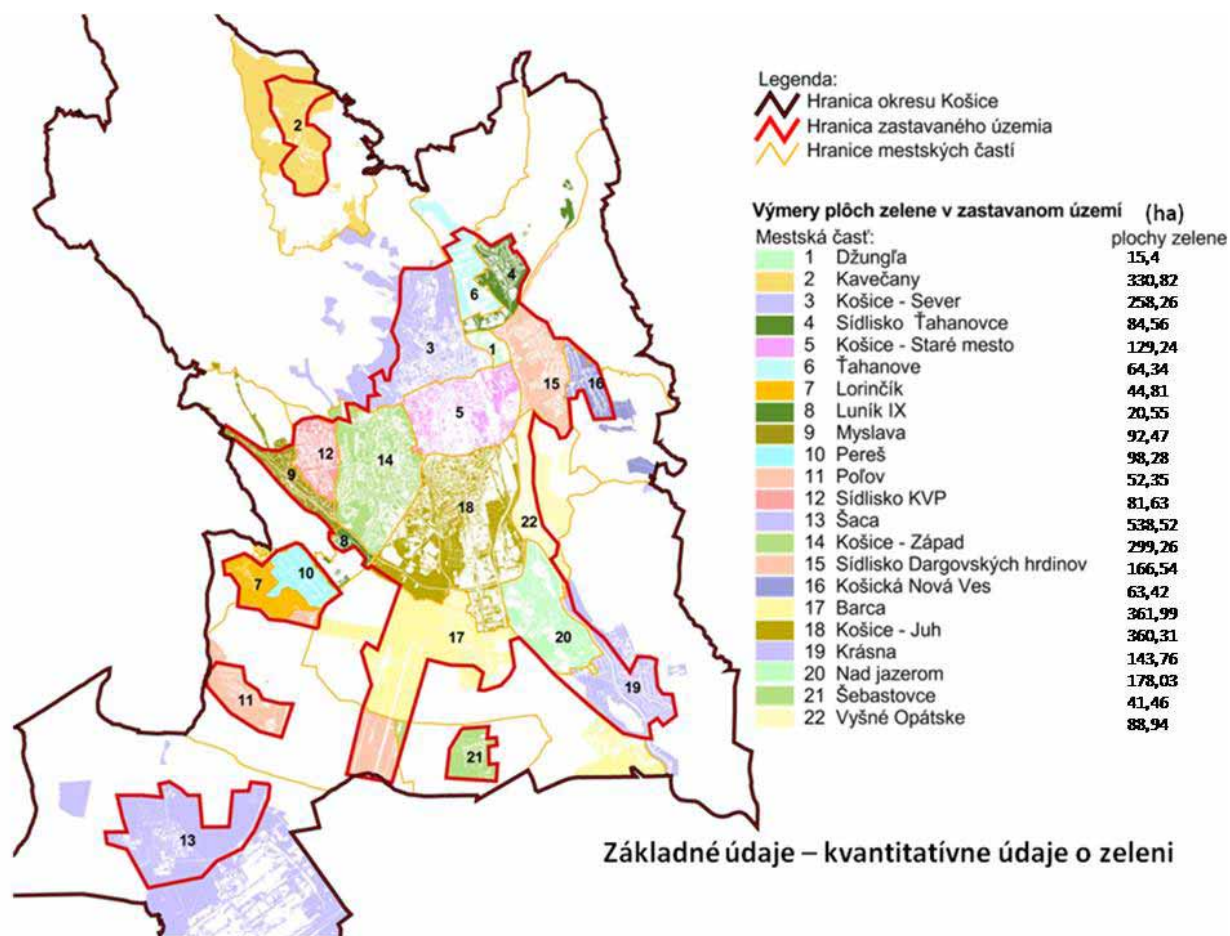 Legenda:
Hranica okresu Košice
Hranica zastavaného územia
Hranice mestských častí
Výmery plôch zelene v zastavanom území (ha)
Mestská časť: plochy zelene
1 Džungľa 15,4
2 Kavečany 330,82
3 Košice - Sever 258,26
4 Sídlisko Ťahanovce 84,56
5 Košice - Staré mesto 129,24
6 Ťahanove 64,34
7 Lorinčík 44,81
8 Luník IX 20,55
9 Myslava 92,47
10 Pereš 98,28
11 Poľov 52,35
12 Sídlisko KVP 81,63
13 Šaca 538,52
14 Košice - Západ 299,26
15 Sídlisko Dargovských hrdinov 166,54
16 Košická Nová Ves 63,42
17 Barca 361,99
18 Košice - Juh 360,31
19 Krásna 143,76
20 Nad jazerom 178,03
21 Šebastovce 41,46
22 Vyšné Opátske 88,94
2
4
6
3
1
15
16
5
12
14
9
18
22
8
10
7
17
20
19
11
21
13
Základné údaje – kvantitatívne údaje o zeleni